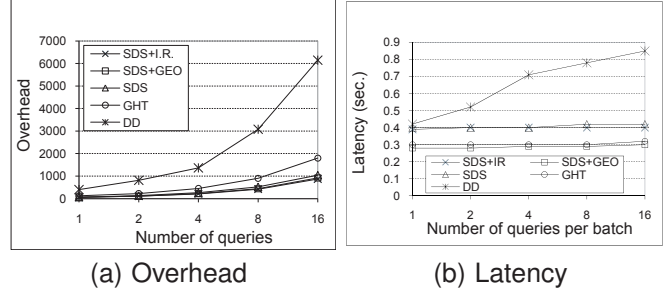 7000
6000
5000
4000
3000
2000
1000
0
Overhead
SDS+I.R.
SDS+GEO
SDS
GHT
DD
1 2 4 8 16
Number of queries
(a) Overhead
0.9
0.8
0.7
0.6
0.5
0.4
0.3
0.2
0.1
0
Latency (sec.)
SDS+IR SDS+GEO
SDS GHT
DD
1 2 4 8 16
Number of queries per batch
(b) Latency